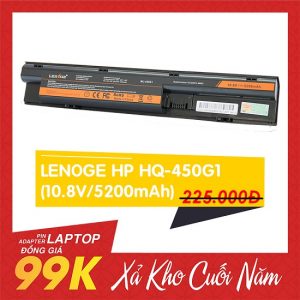 LENOGE
LENOGE HP HQ-450G1
(10.8V/5200mAh)
225.000Đ
PIN
ADAPTER
LAPTOP
ĐỒNG GIÁ
99K
Xả Kho Cuối Năm